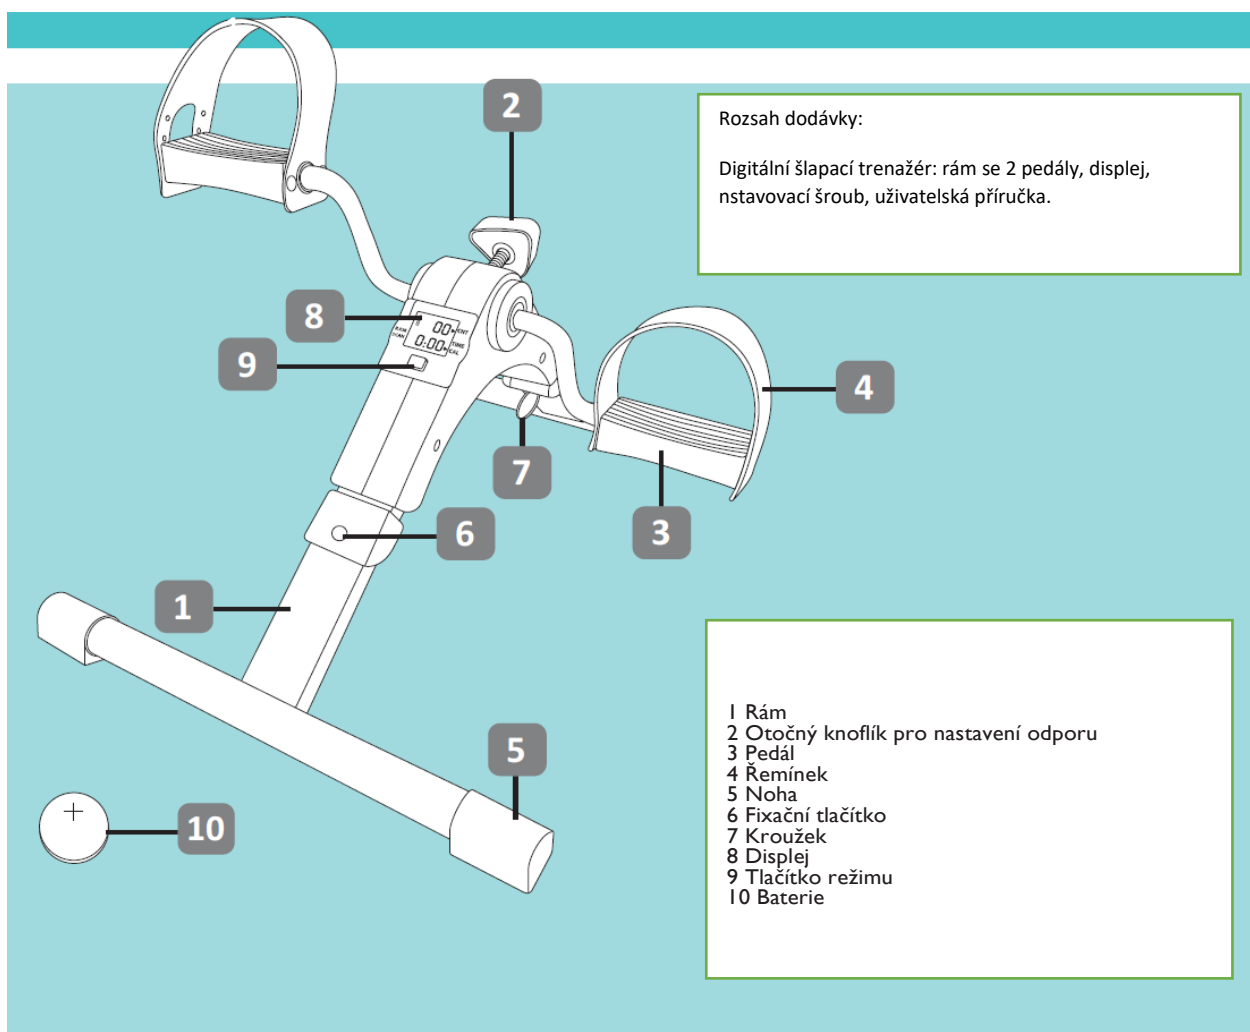 2
Rozsah dodávky:
Digitální šlapací trenažér: rám se 2 pedály, displej,
nstavovací šroub, uživatelská příručka.
8
00 CNT
SCAN
0:00 TIME
CAL
9
4
7
6
3
1
5
10
1 Rám
2 Otočný knoflík pro nastavení odporu
3 Pedál
4 Řemínek
5 Noha
6 Fixační tlačítko
7 Kroužek
8 Displej
9 Tlačítko režimu
10 Baterie